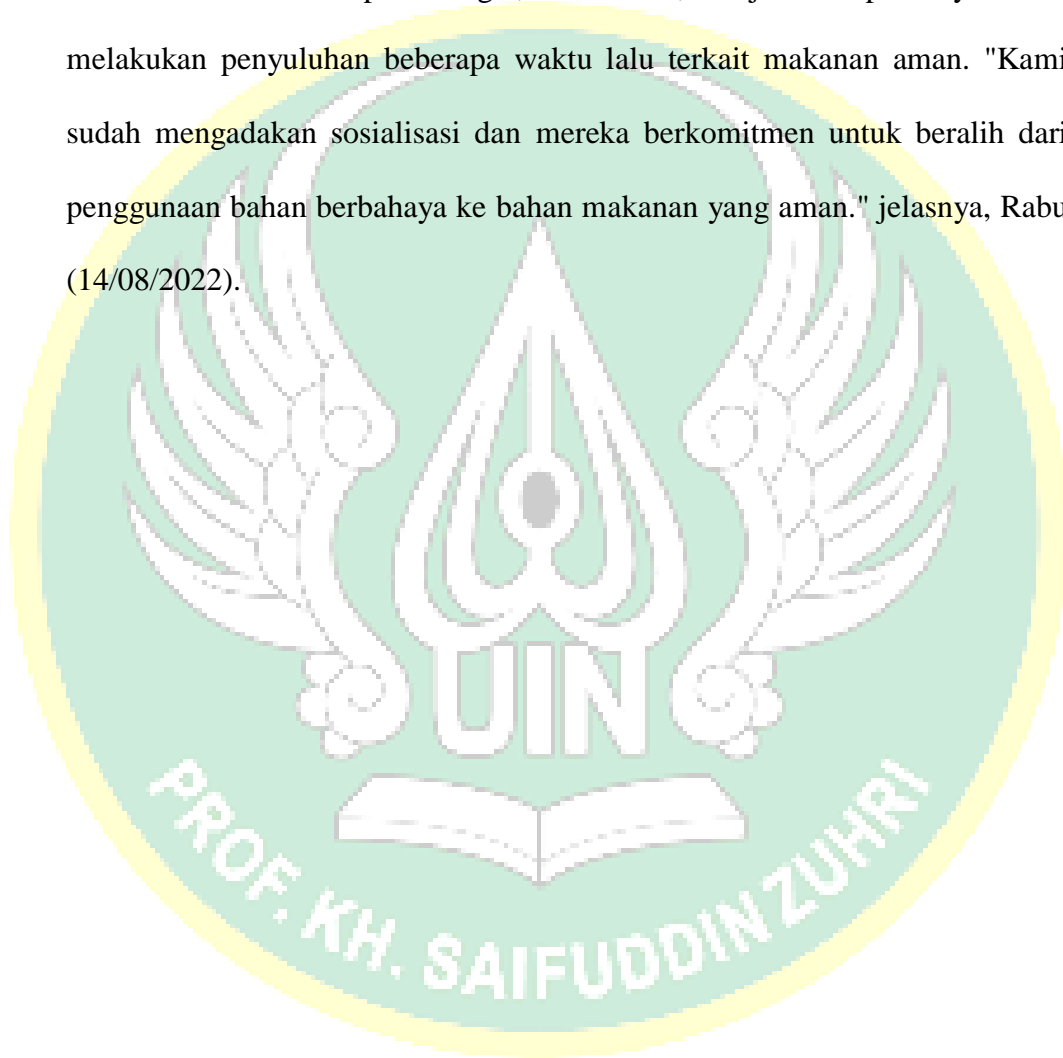 melakukan penyuluhan beberapa waktu lalu terkait makanan aman. "Kami
sudah mengadakan sosialisasi dan mereka berkomitmen untuk beralih dari
penggunaan bahan berbahaya ke bahan makanan yang aman." jelasnya, Rabu
(14/08/2022).
UIN
PROF. KH. SAIFUDDIN ZUHRI